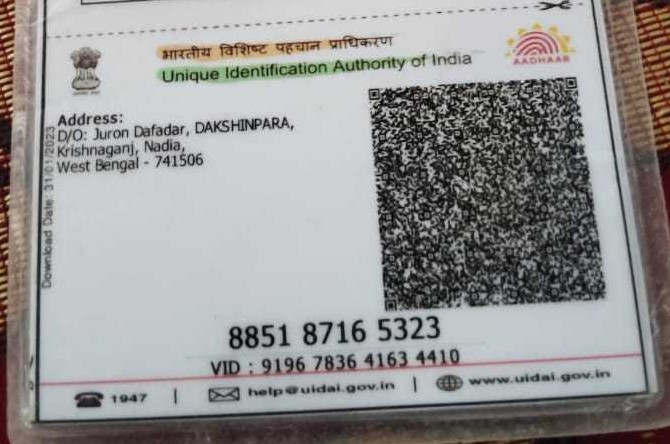 भारतीय विशिष्ट पहचान प्राधिकरण
Unique Identification Authority of India
AADHAAR
Address:
D/O: Juron Dafadar, DAKSHINPARA,
Krishnaganj, Nadia,
West Bengal - 741506
Download Date: 31/01/2023
8851 8716 5323
VID : 9196 7836 4163 4410
1947 | help@uidai.gov.in | www.uidai.gov.in